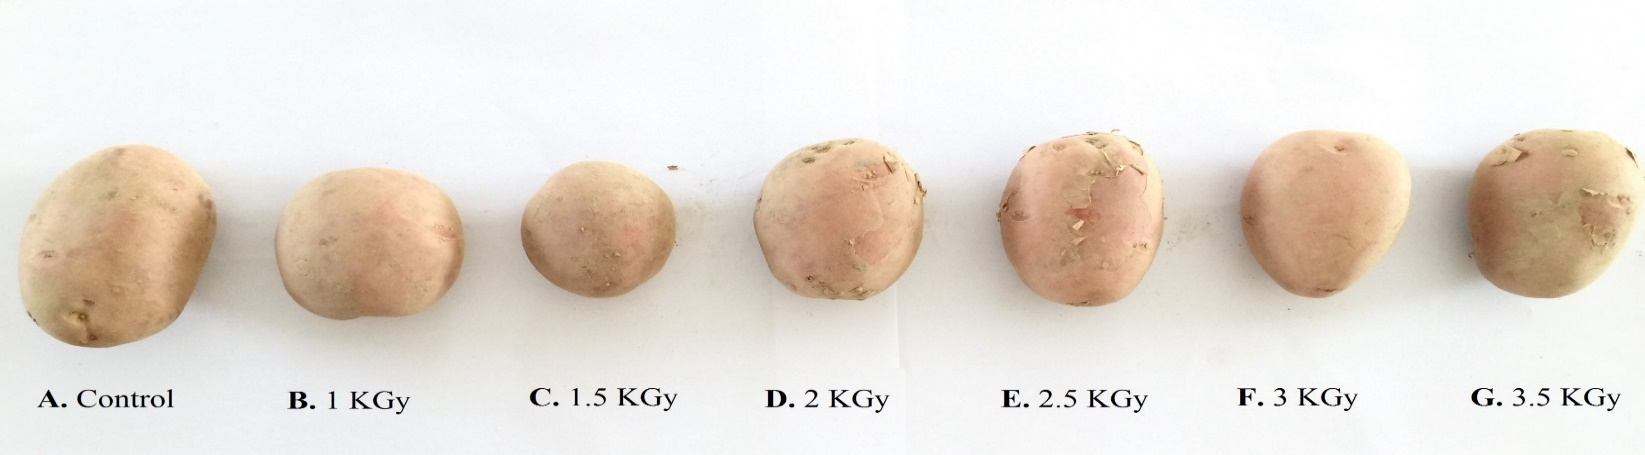 A. Control
B. 1 KGy
C. 1.5 KGy
D. 2 KGy
E. 2.5 KGy
F. 3 KGy
G. 3.5 KGy